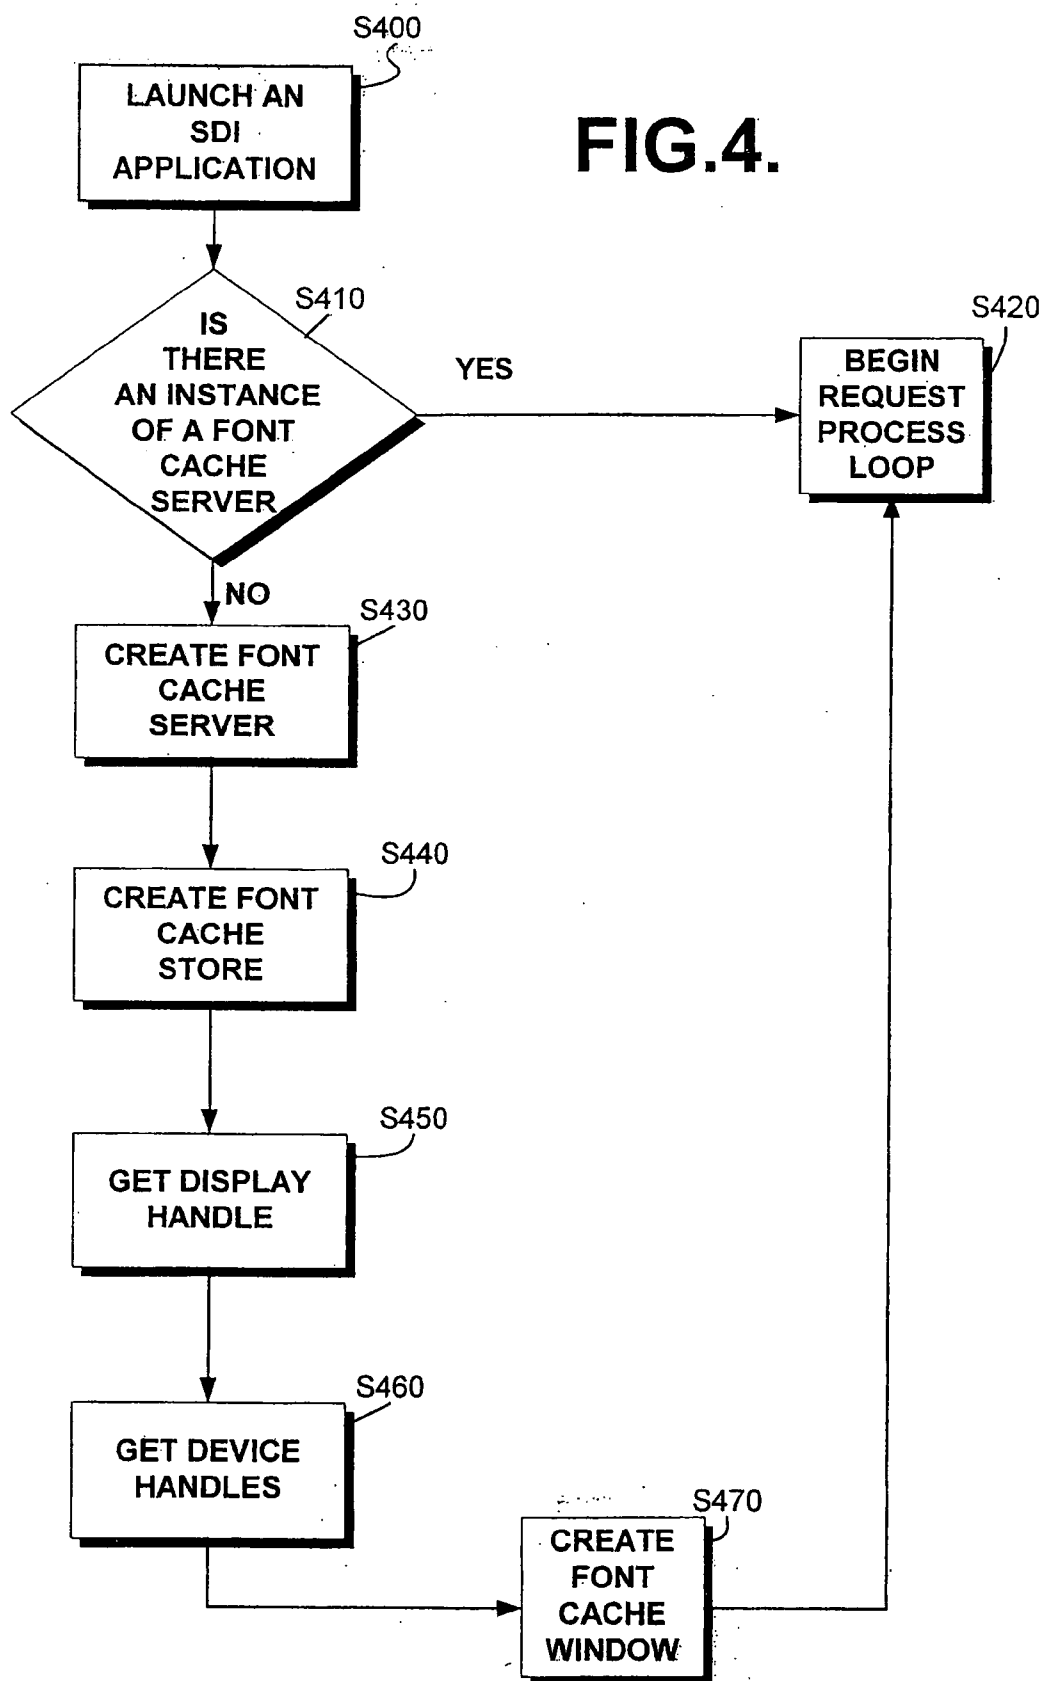 S400
LAUNCH AN
SDI
APPLICATION
FIG.4.
S410
IS
THERE
AN INSTANCE
OF A FONT
CACHE
SERVER
YES
S420
BEGIN
REQUEST
PROCESS
LOOP
NO
S430
CREATE FONT
CACHE
SERVER
S440
CREATE FONT
CACHE
STORE
S450
GET DISPLAY
HANDLE
S460
GET DEVICE
HANDLES
S470
CREATE
FONT
CACHE
WINDOW